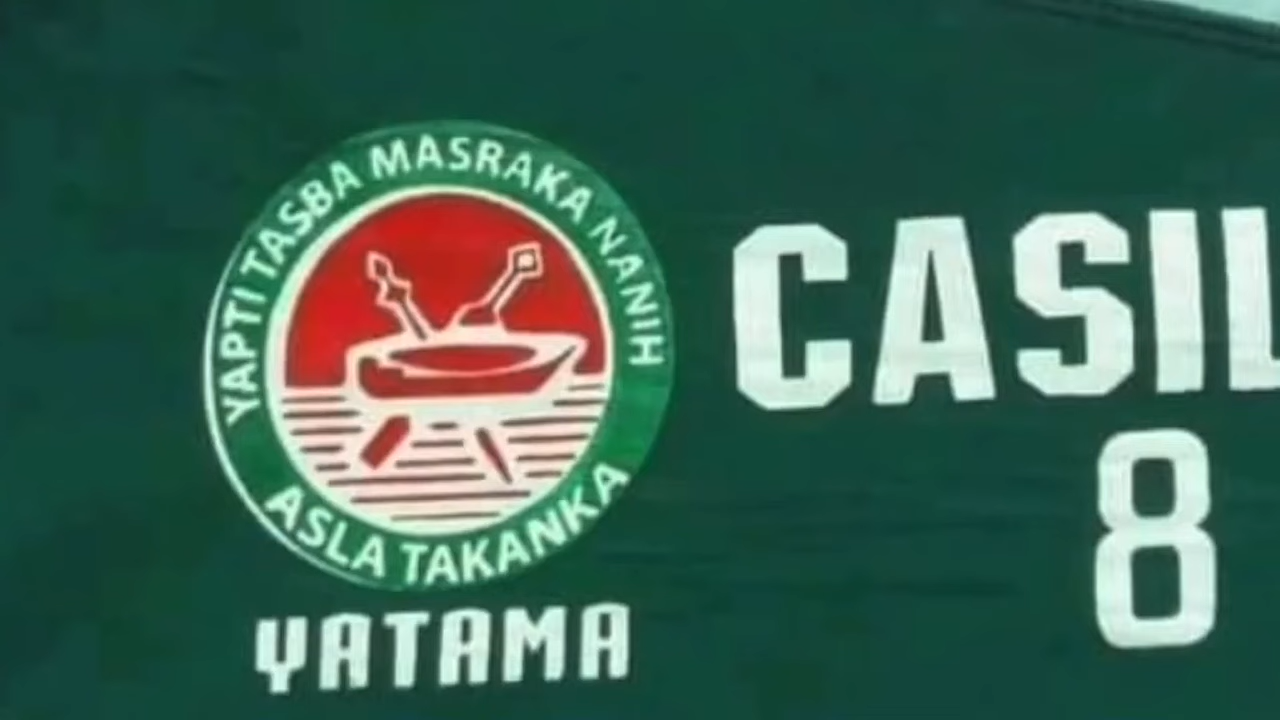 YAPTI TASBA MASRAKA NANIH
ASLA TAKANKA
YATAMA
CASIL
8